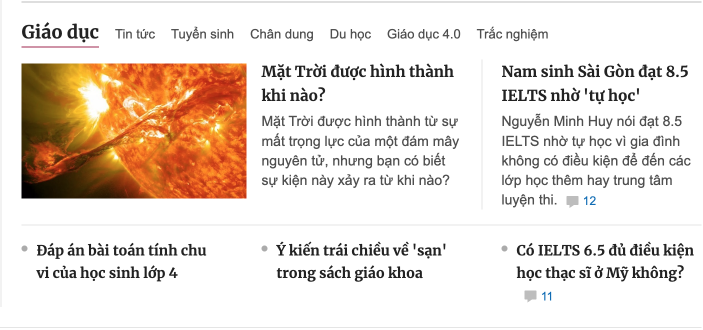 Giáo dục Tin tức Tuyển sinh Chân dung Du học Giáo dục 4.0 Trắc nghiệm
Mặt Trời được hình thành
khi nào?
Mặt Trời được hình thành từ sự
mất trọng lực của một đám mây
nguyên tử, nhưng bạn có biết
sự kiện này xảy ra từ khi nào?
Nam sinh Sài Gòn đạt 8.5
IELTS nhờ 'tự học'
Nguyễn Minh Huy nói đạt 8.5
IELTS nhờ tự học vì gia đình
không có điều kiện để đến các
lớp học thêm hay trung tâm
luyện thi. 12
Đáp án bài toán tính chu
vi của học sinh lớp 4
Ý kiến trái chiều về 'sạn'
trong sách giáo khoa
Có IELTS 6.5 đủ điều kiện
học thạc sĩ ở Mỹ không?
11